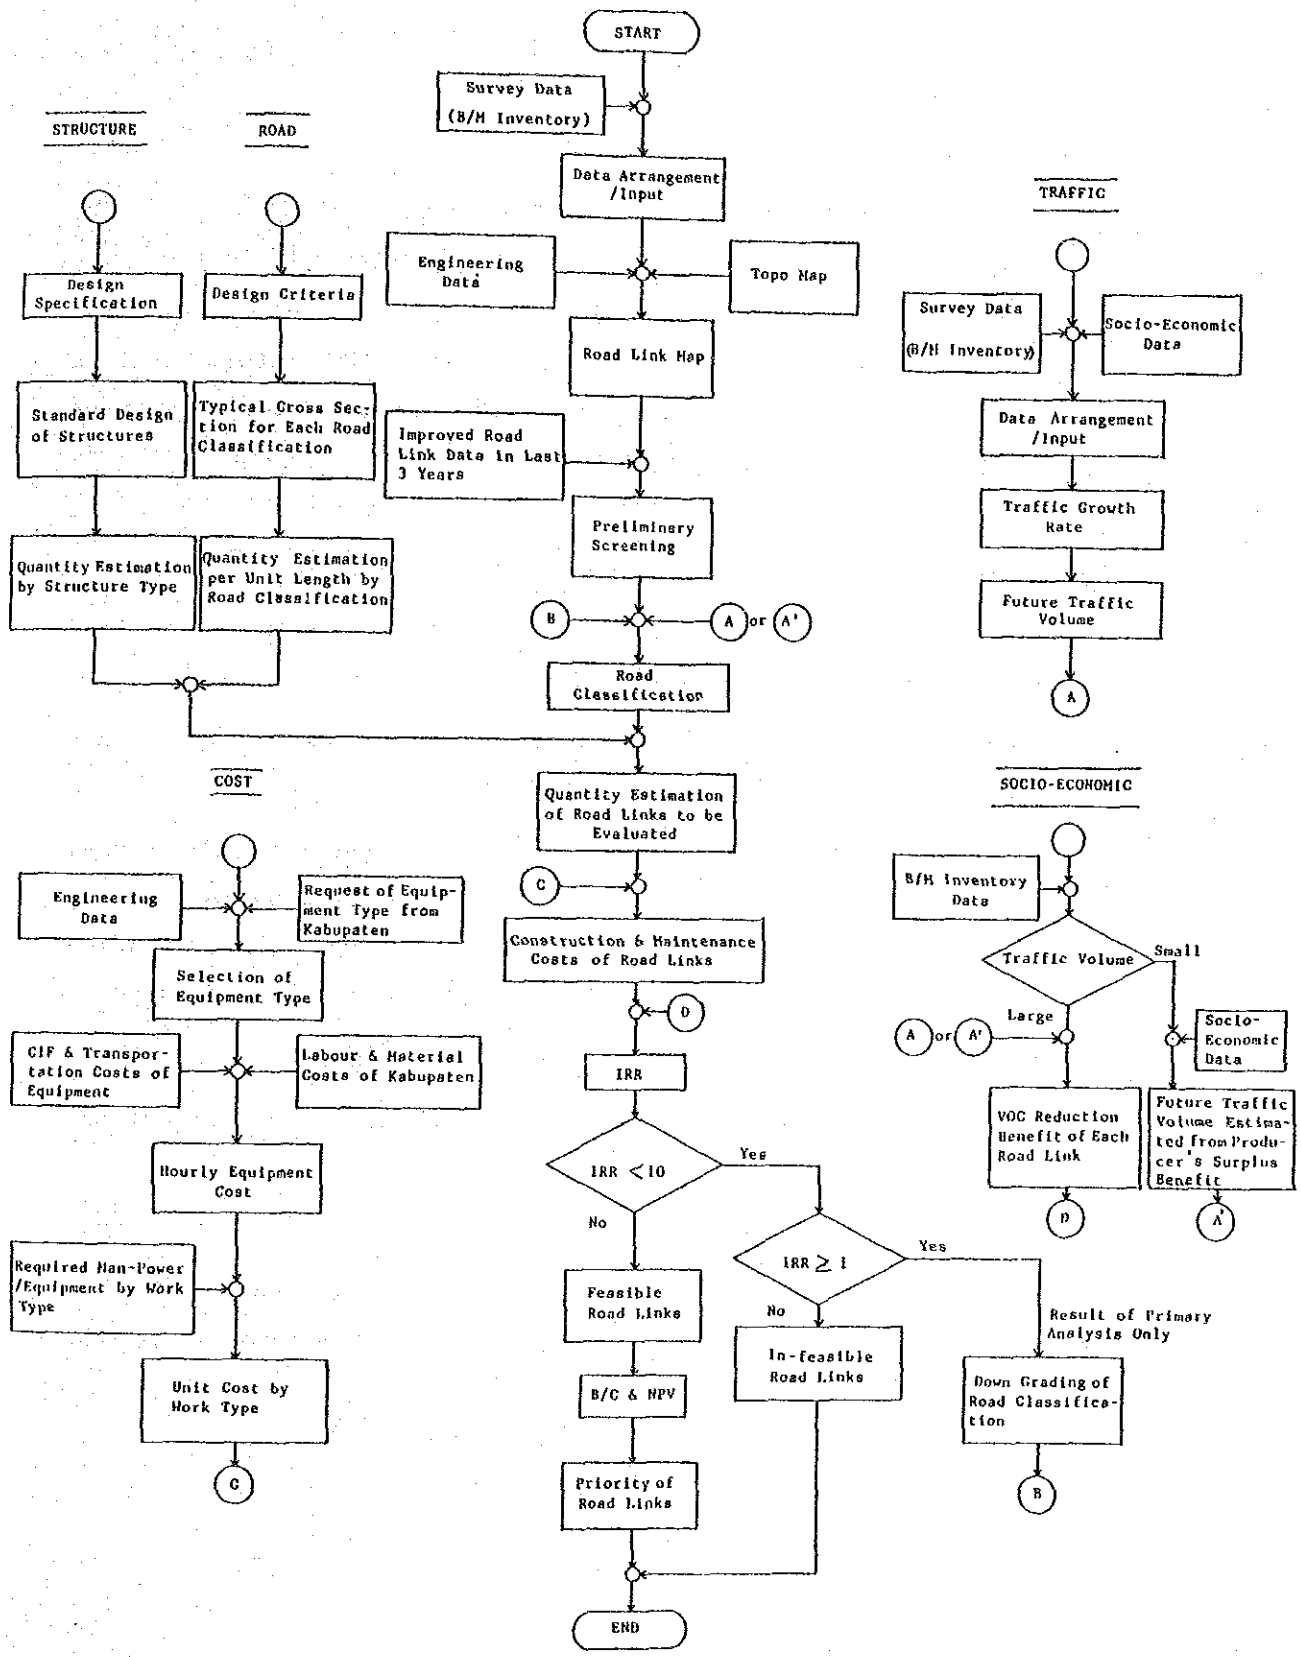 START
Survey Data
(B/M Inventory)
Data Arrangement
/Input
Engineering
Data
Topo Map
Road Link Map
Improved Road
Link Data in Last
3 Years
Preliminary
Screening
B
A or A'
Road
Classification
Quantity Estimation
of Road Links to be
Evaluated
C
Construction & Maintenance
Costs of Road Links
D
IRR
IRR < 10
Yes
No
IRR ≥ 1
Yes
No
Feasible
Road Links
In-feasible
Road Links
B/C & NPV
Priority of
Road Links
END
Result of Primary
Analysis Only
Down Grading of
Road Classifica-
tion
B
STRUCTURE
Design
Specification
Standard Design
of Structures
Quantity Estimation
by Structure Type
ROAD
Design Criteria
Typical Cross Sec-
tion for Each Road
Classification
Quantity Estimation
per Unit Length by
Road Classification
COST
Engineering
Data
Request of Equip-
ment Type from
Kabupaten
Selection of
Equipment Type
CIF & Transpor-
tation Costs of
Equipment
Labour & Material
Costs of Kabupaten
Hourly Equipment
Cost
Required Man-Power
/Equipment by Work
Type
Unit Cost by
Work Type
C
TRAFFIC
Survey Data
(B/M Inventory)
Socio-Economic
Data
Data Arrangement
/Input
Traffic Growth
Rate
Future Traffic
Volume
A
SOCIO-ECONOMIC
B/M Inventory
Data
Traffic Volume
Small
Large
A or A'
Socio-
Economic
Data
VOC Reduction
Benefit of Each
Road Link
Future Traffic
Volume Estima-
ted from Produ-
cer's Surplus
Benefit
D
A'